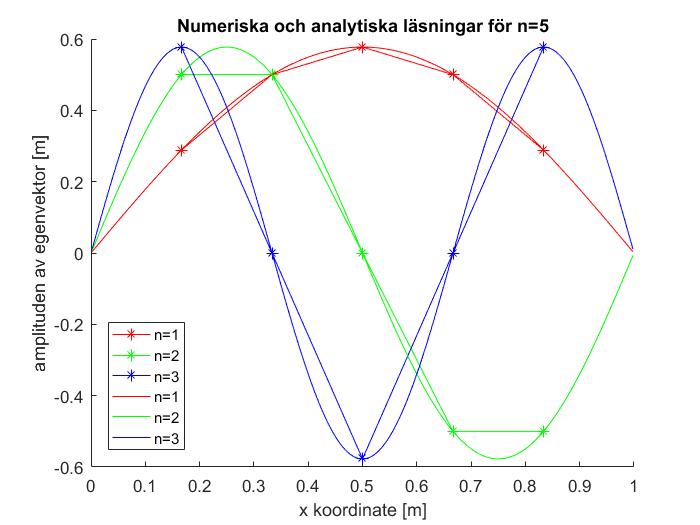 Numeriska och analytiska läsningar för n=5
amplituden av egenvektor [m]
0.6
0.4
0.2
0
-0.2
-0.4
-0.6
n=1
n=2
n=3
n=1
n=2
n=3
0 0.1 0.2 0.3 0.4 0.5 0.6 0.7 0.8 0.9 1
x koordinate [m]